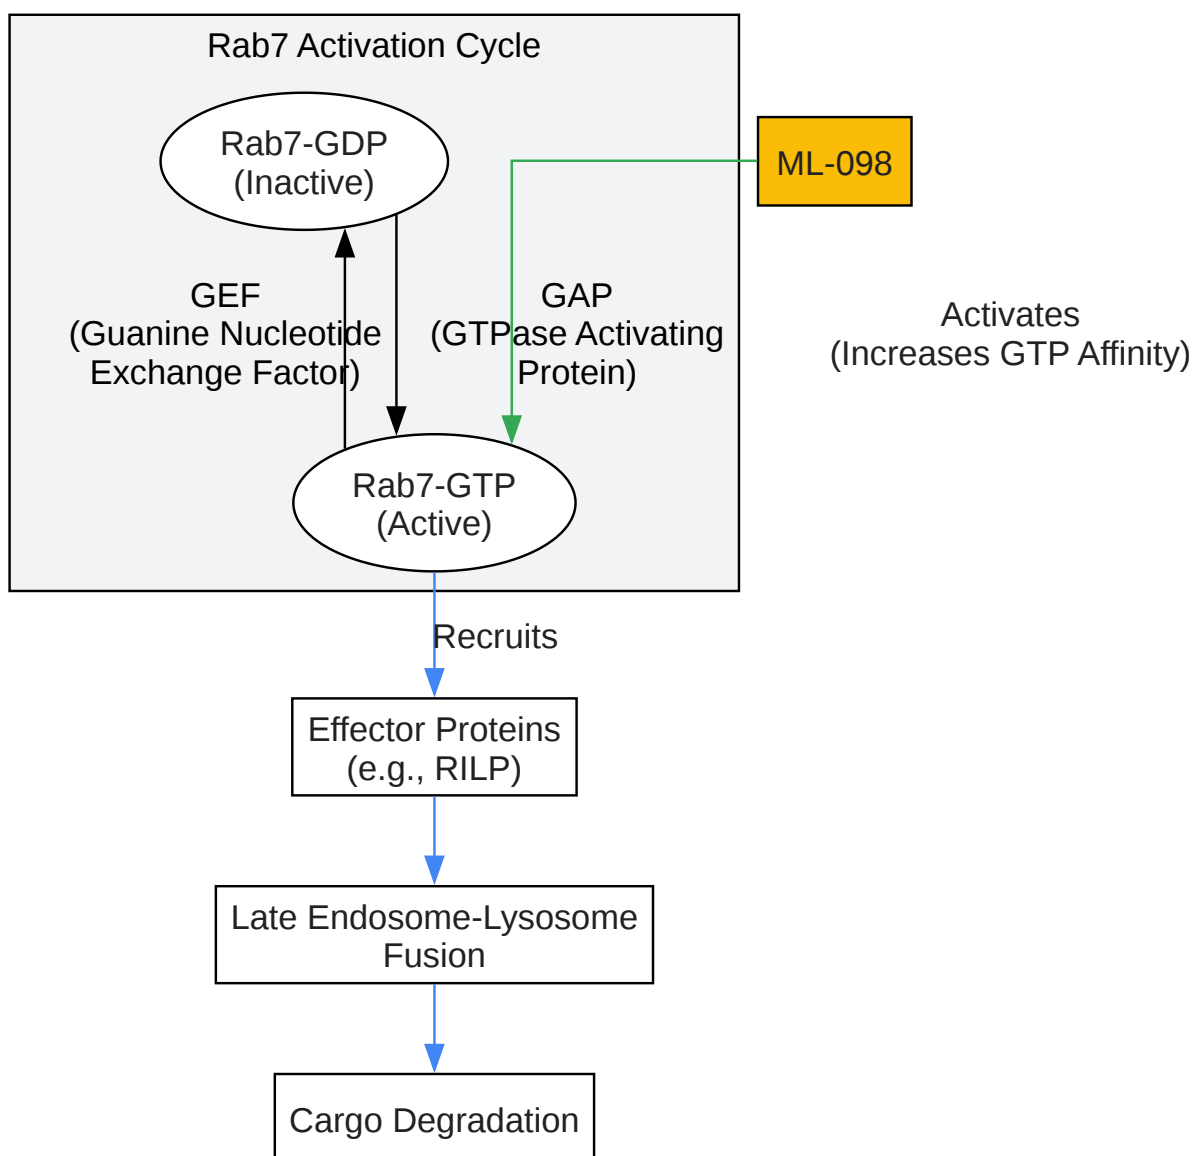 Rab7 Activation Cycle
Rab7-GDP
(Inactive)
ML-098
GEF
(Guanine Nucleotide
Exchange Factor)
GAP
(GTPase Activating
Protein)
Activates
(Increases GTP Affinity)
Rab7-GTP
(Active)
Recruits
Effector Proteins
(e.g., RILP)
Late Endosome-Lysosome
Fusion
Cargo Degradation